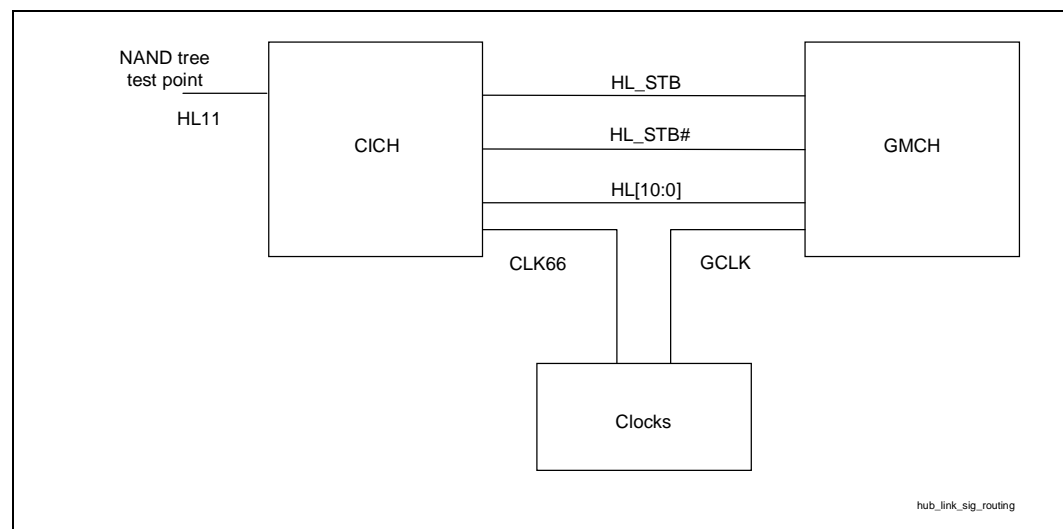 NAND tree
test point
HL11
CICH
HL_STB
HL_STB#
HL[10:0]
GMCH
CLK66
GCLK
Clocks
hub_link_sig_routing